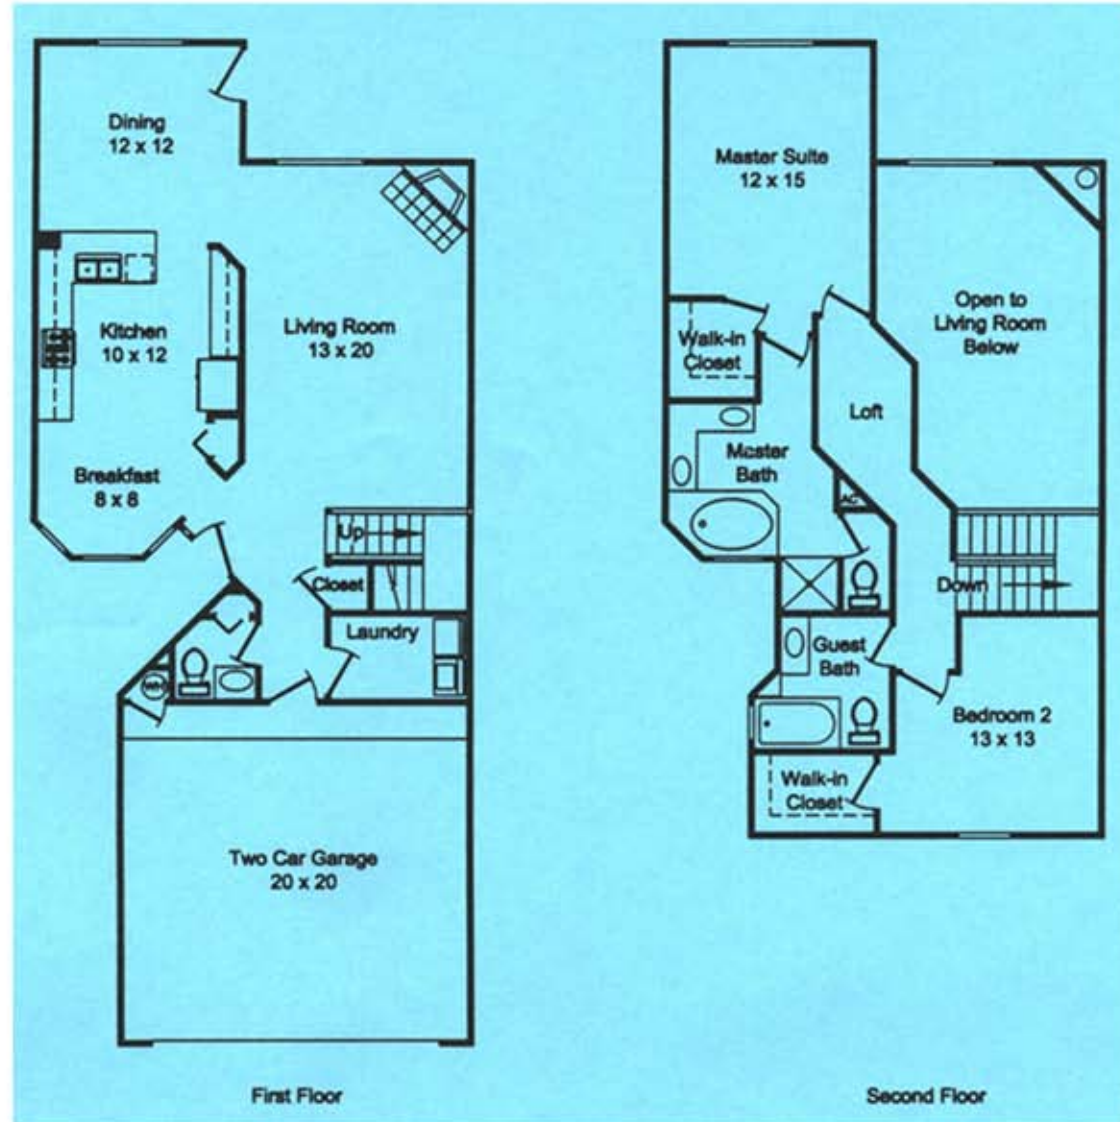 Dining
12 x 12
Kitchen
10 x 12
Living Room
13 x 20
Breakfast
8 x 8
Up
Closet
Laundry
Two Car Garage
20 x 20
First Floor
Master Suite
12 x 15
Walk-in
Closet
Open to
Living Room
Below
Loft
Master
Bath
AC
Down
Guest
Bath
Bedroom 2
13 x 13
Walk-in
Closet
Second Floor